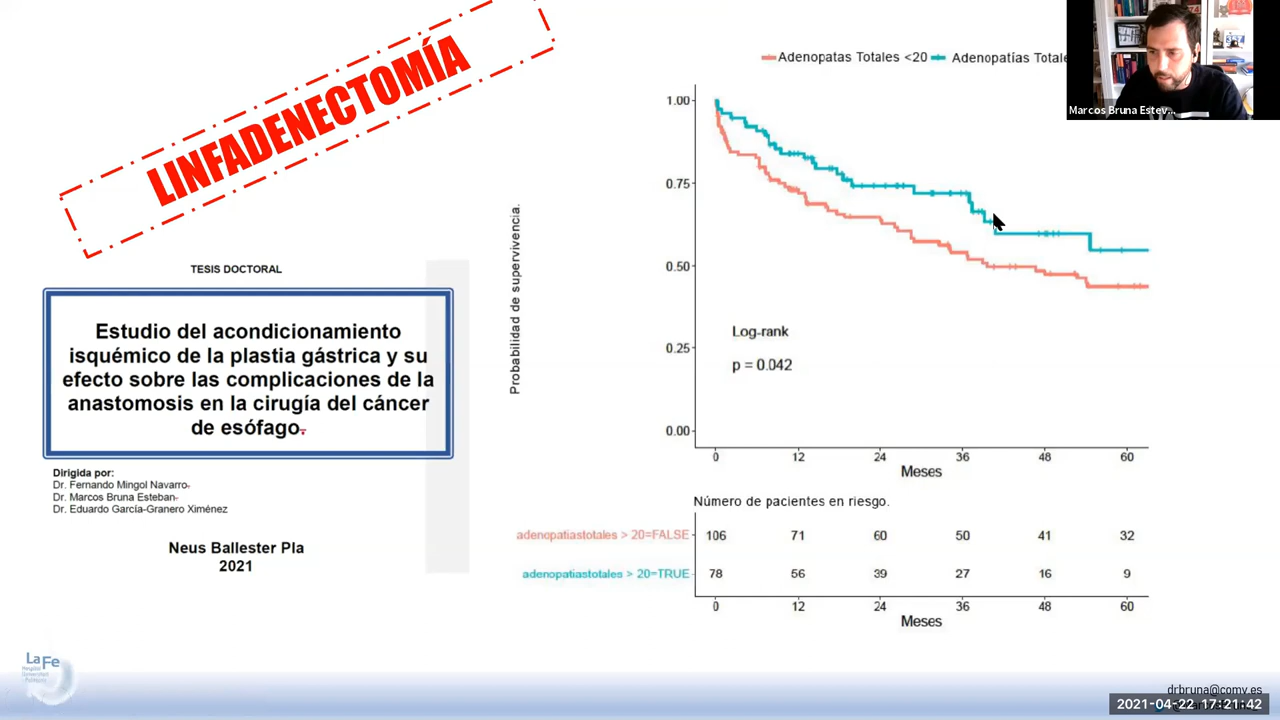 LINFADENECTOMÍA
Adenopatas Totales <20
Adenopatías Totale
Marcos Bruna Estev...
TESIS DOCTORAL
Estudio del acondicionamiento
isquémico de la plastia gástrica y su
efecto sobre las complicaciones de la
anastomosis en la cirugía del cáncer
de esófago.
Dirigida por:
Dr. Fernando Mingol Navarro.
Dr. Marcos Bruna Esteban.
Dr. Eduardo García-Granero Ximénez
Neus Ballester Pla
2021
Probabilidad de supervivencia.
1.00
0.75
0.50
0.25
0.00
Log-rank
p = 0.042
0 12 24 36 48 60
Meses
Número de pacientes en riesgo.
adenopatiastotales > 20=FALSE 106 71 60 50 41 32
adenopatiastotales > 20=TRUE 78 56 39 27 16 9
0 12 24 36 48 60
Meses
La Fe
drbruna@comv.es
2021-04-22 17:21:42